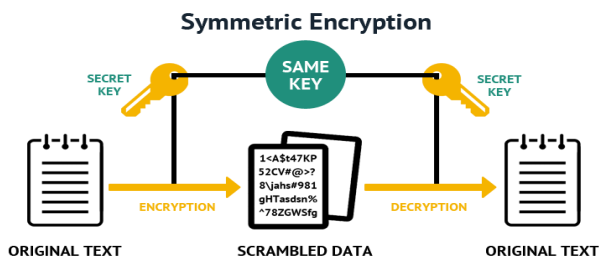 Symmetric Encryption
SECRET
KEY
SAME
KEY
SECRET
KEY
1<A$t47KP
52CV#@>?
8\jahs#981
gHTasdsn%
^78ZGWSfg
ENCRYPTION
DECRYPTION
ORIGINAL TEXT
SCRAMBLED DATA
ORIGINAL TEXT